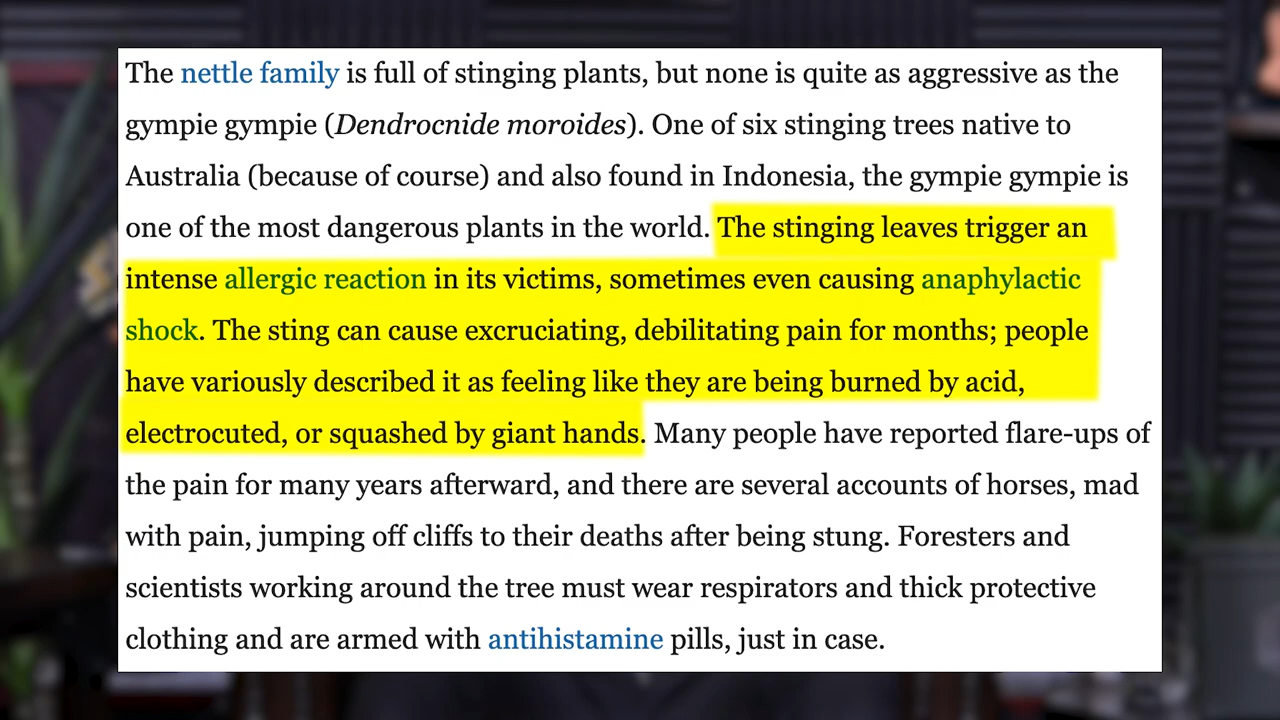 The nettle family is full of stinging plants, but none is quite as aggressive as the
gympie gympie (Dendrocnide moroides). One of six stinging trees native to
Australia (because of course) and also found in Indonesia, the gympie gympie is
one of the most dangerous plants in the world. The stinging leaves trigger an
intense allergic reaction in its victims, sometimes even causing anaphylactic
shock. The sting can cause excruciating, debilitating pain for months; people
have variously described it as feeling like they are being burned by acid,
electrocuted, or squashed by giant hands. Many people have reported flare-ups of
the pain for many years afterward, and there are several accounts of horses, mad
with pain, jumping off cliffs to their deaths after being stung. Foresters and
scientists working around the tree must wear respirators and thick protective
clothing and are armed with antihistamine pills, just in case.